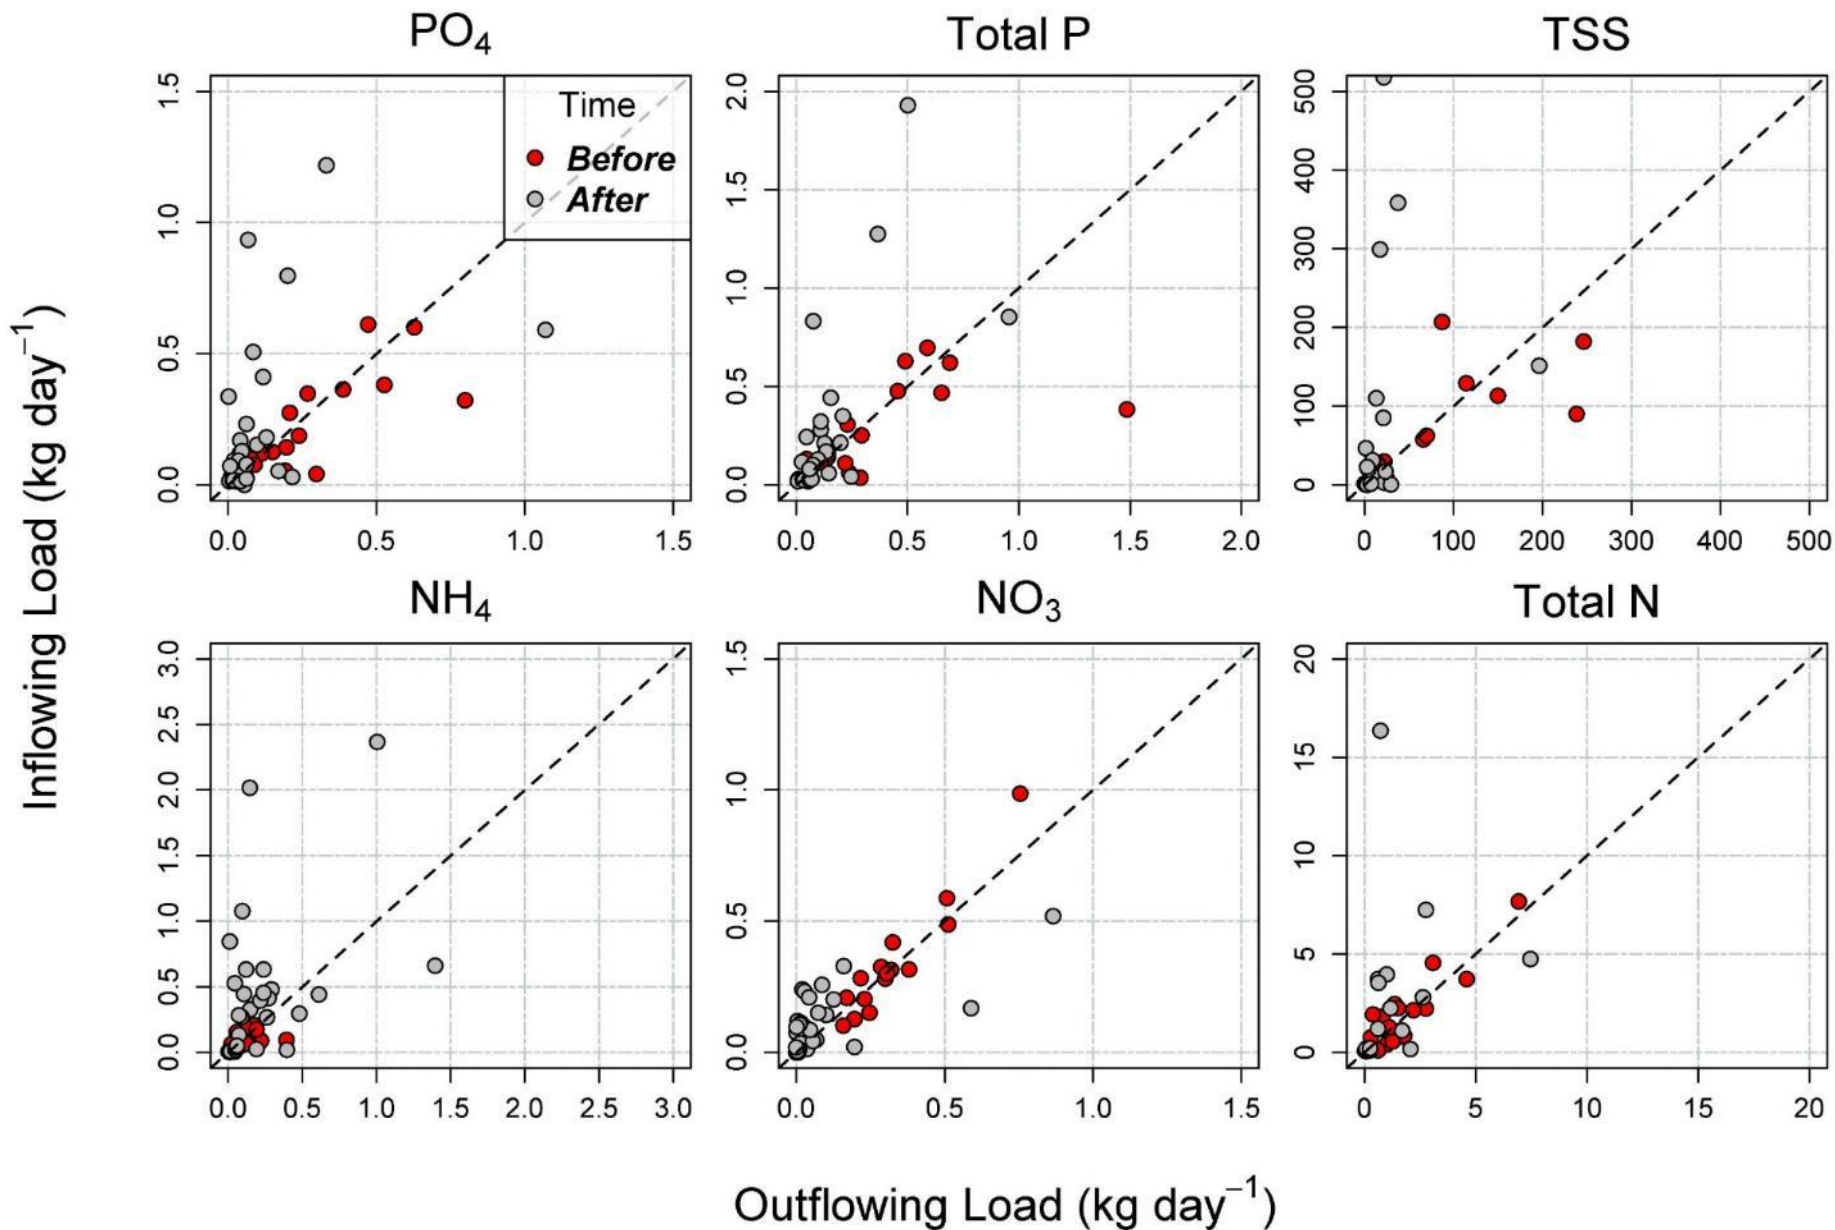 PO4
Total P
TSS
Time
Before
After
0.0 0.5 1.0 1.5
0.0 0.5 1.0 1.5
0.0 0.5 1.0 1.5 2.0
0.0 0.5 1.0 1.5 2.0
0 100 200 300 400 500
0 100 200 300 400 500
Inflowing Load (kg day−1)
NH4
NO3
Total N
0.0 0.5 1.0 1.5 2.0 2.5 3.0
0.0 0.5 1.0 1.5 2.0 2.5 3.0
0.0 0.5 1.0 1.5
0.0 0.5 1.0 1.5
0 5 10 15 20
0 5 10 15 20
Outflowing Load (kg day−1)